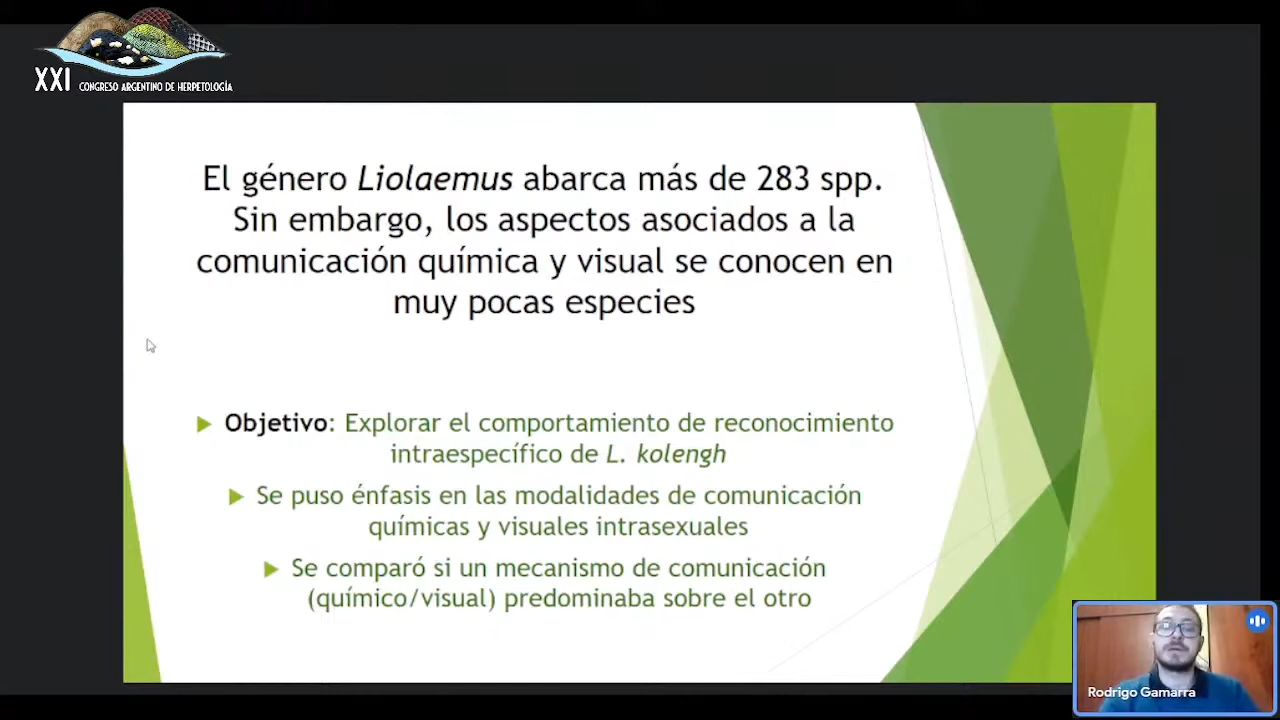 XXI CONGRESO ARGENTINO DE HERPETOLOGÍA
El género Liolaemus abarca más de 283 spp.
Sin embargo, los aspectos asociados a la
comunicación química y visual se conocen en
muy pocas especies
Objetivo: Explorar el comportamiento de reconocimiento
intraespecífico de L. kolengh
Se puso énfasis en las modalidades de comunicación
químicas y visuales intrasexuales
Se comparó si un mecanismo de comunicación
(químico/visual) predominaba sobre el otro
Rodrigo Gamarra